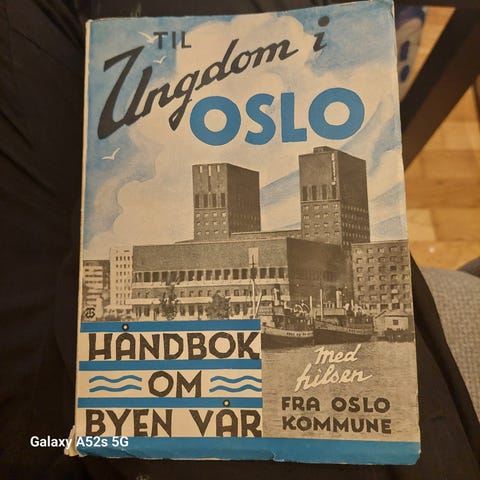 TIL
Ungdom i
OSLO
HÅNDBOK
OM
BYEN VÅR
med
hilsen
FRA OSLO
KOMMUNE
Galaxy A52s 5G